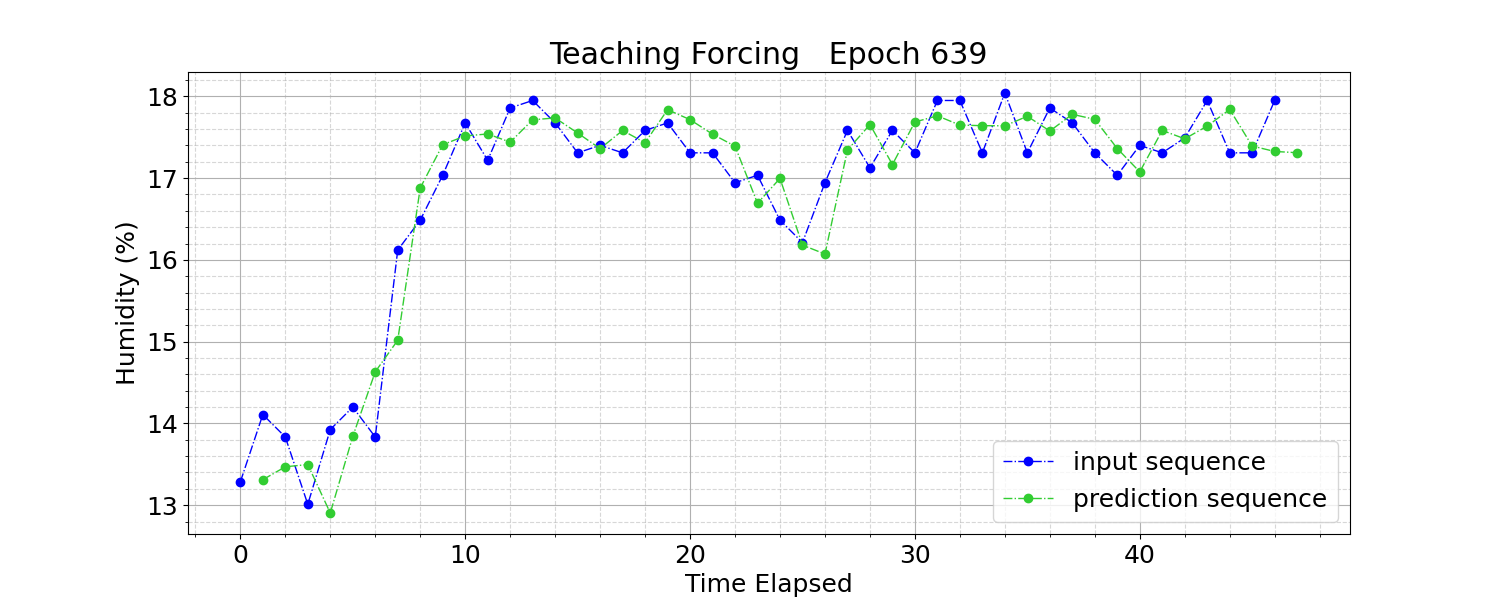 Teaching Forcing   Epoch 639
Humidity (%)
18
17
16
15
14
13
input sequence
prediction sequence
0 10 20 30 40
Time Elapsed